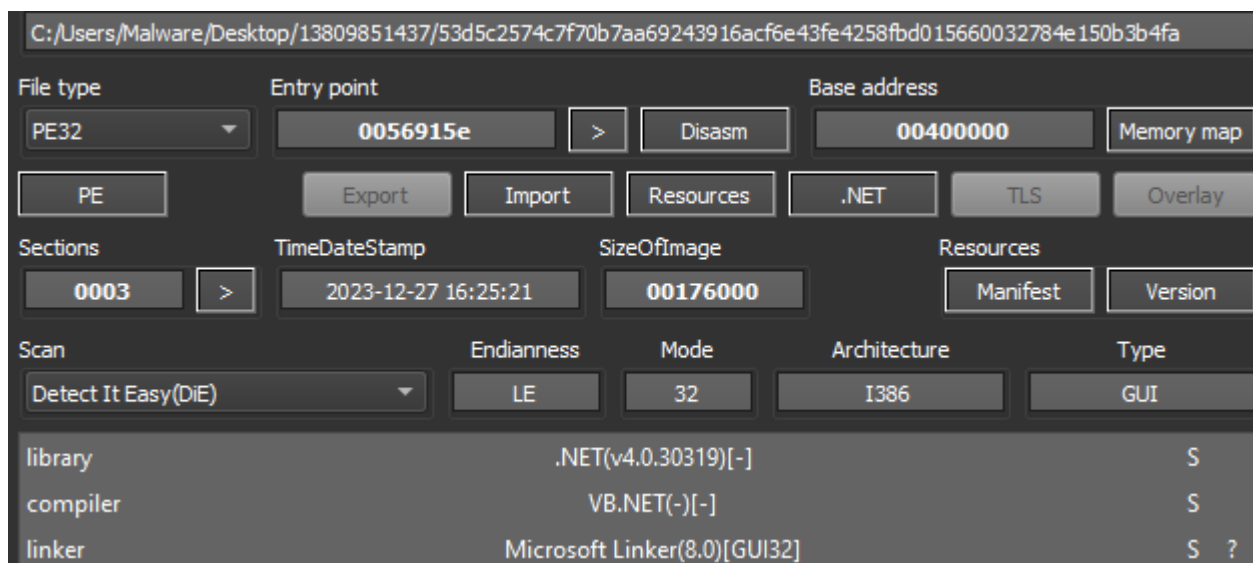 C:/Users/Malware/Desktop/13809851437/53d5c2574c7f70b7aa69243916acf6e43fe4258fbd015660032784e150b3b4fa
File type Entry point Base address
PE32 0056915e > Disasm 00400000 Memory map
PE Export Import Resources .NET TLS Overlay
Sections TimeDateStamp SizeOfImage Resources
0003 > 2023-12-27 16:25:21 00176000 Manifest Version
Scan Endianness Mode Architecture Type
Detect It Easy(DiE) LE 32 I386 GUI
library .NET(v4.0.30319)[-] S
compiler VB.NET(-)[-] S
linker Microsoft Linker(8.0)[GUI32] S ?